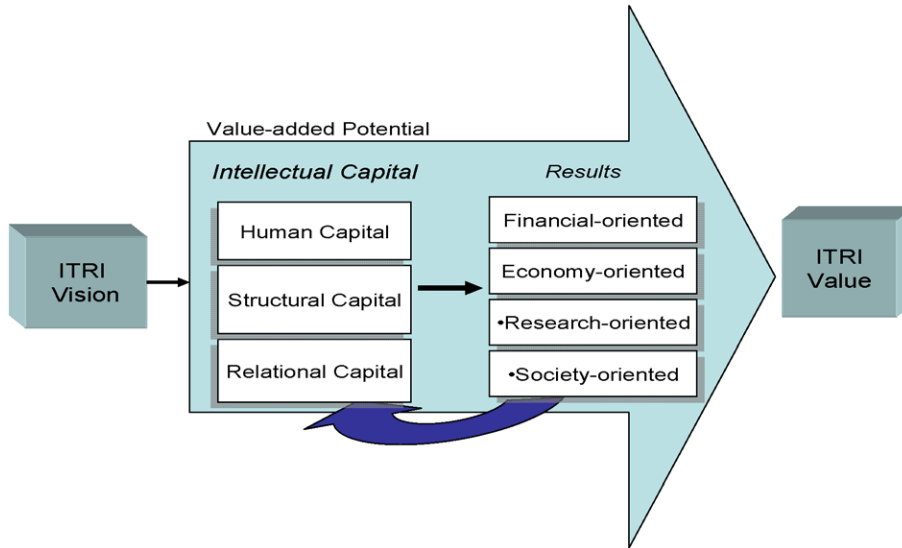 Value-added Potential
Intellectual Capital
Results
ITRI
Vision
Human Capital
Structural Capital
Relational Capital
Financial-oriented
Economy-oriented
•Research-oriented
•Society-oriented
ITRI
Value